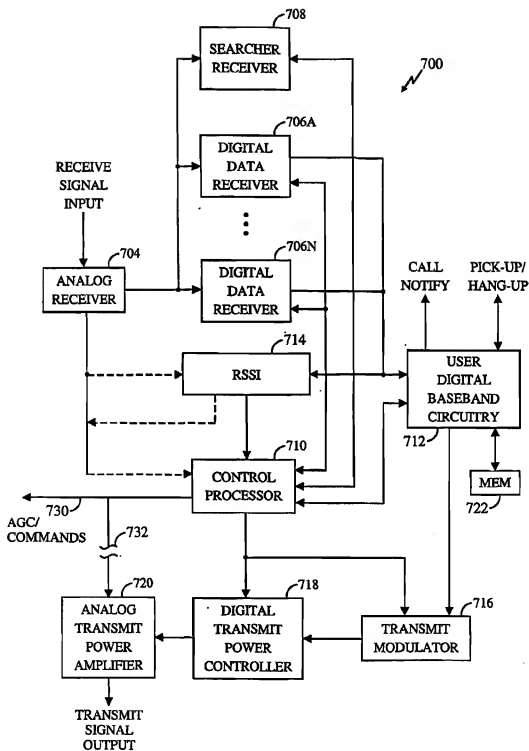 708
SEARCHER
RECEIVER
700
706A
DIGITAL
DATA
RECEIVER
RECEIVE
SIGNAL
INPUT
704
ANALOG
RECEIVER
706N
DIGITAL
DATA
RECEIVER
CALL
NOTIFY
PICK-UP/
HANG-UP
714
RSSI
USER
DIGITAL
BASEBAND
CIRCUITRY
712
710
CONTROL
PROCESSOR
MEM
722
730
AGC/
COMMANDS
732
720
ANALOG
TRANSMIT
POWER
AMPLIFIER
718
DIGITAL
TRANSMIT
POWER
CONTROLLER
716
TRANSMIT
MODULATOR
TRANSMIT
SIGNAL
OUTPUT